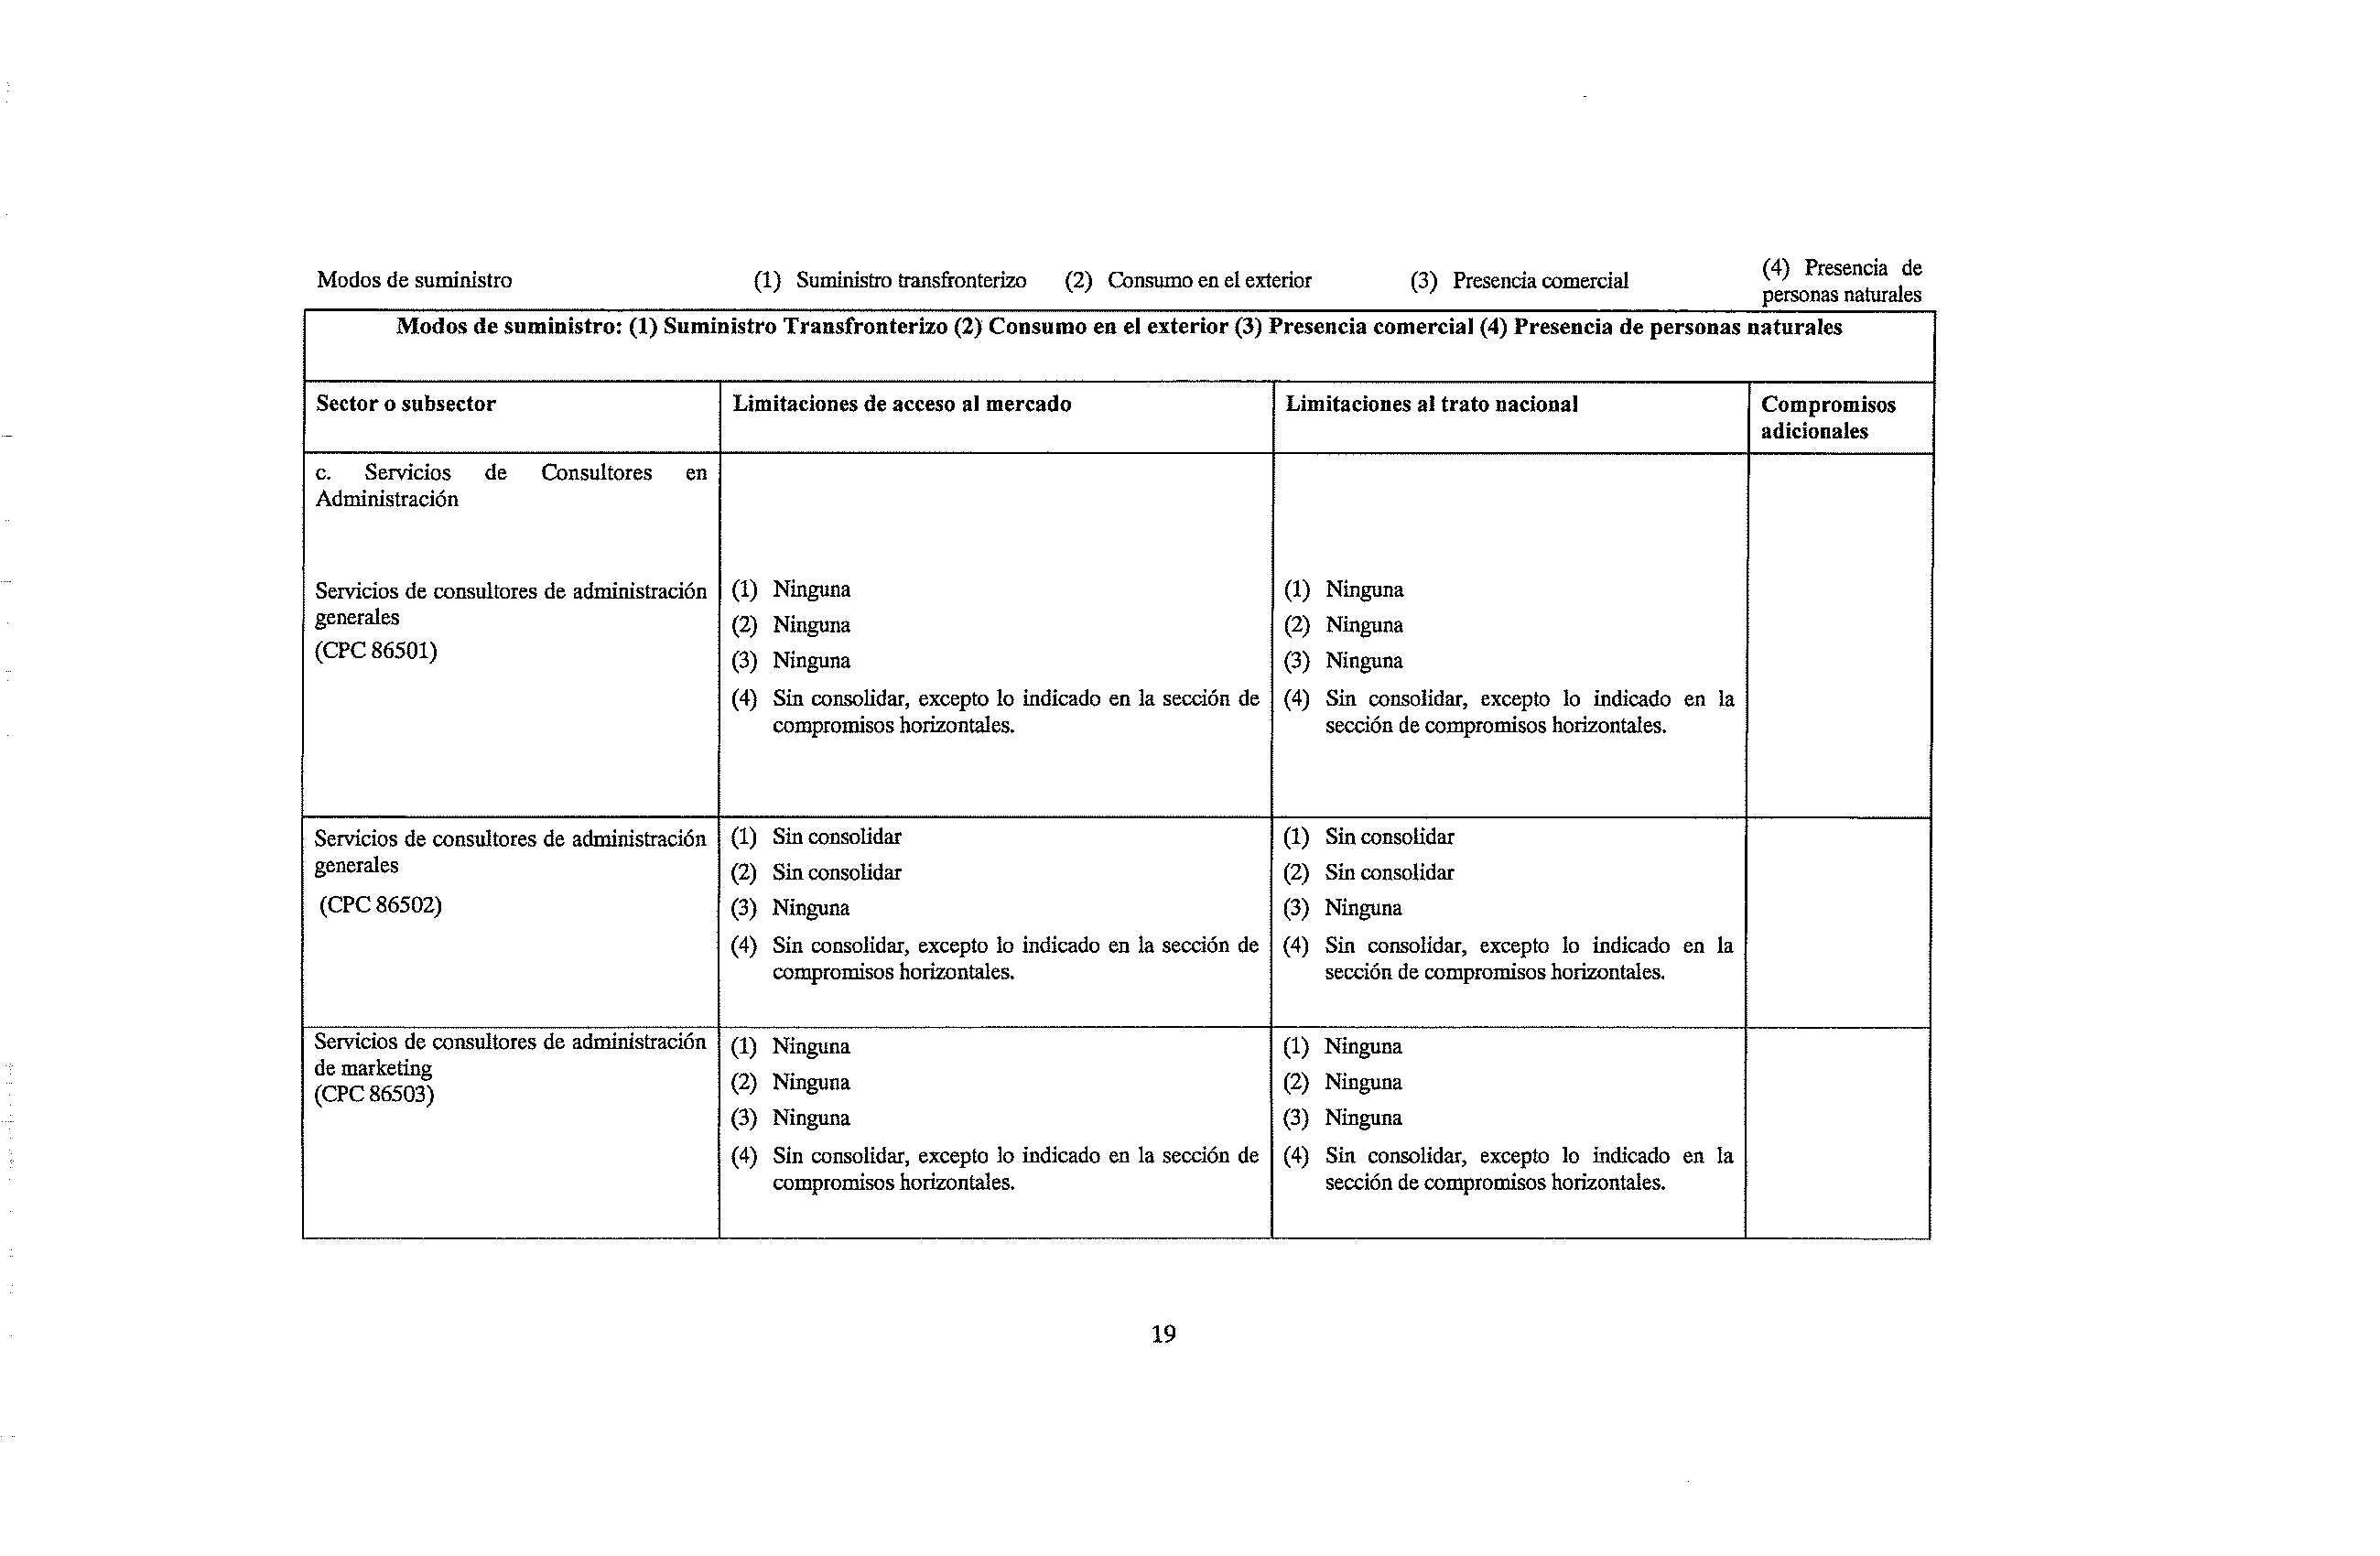 Modos de suministro (1) Suministro transfronterizo (2) Consumo en el exterior (3) Presencia comercial (4) Presencia de
personas naturales
Modos de suministro: (1) Suministro Transfronterizo (2) Consumo en el exterior (3) Presencia comercial (4) Presencia de personas naturales
Sector o subsector
Limitaciones de acceso al mercado
Limitaciones al trato nacional
Compromisos
adicionales
c. Servicios de Consultores en
Administración
Servicios de consultores de administración
generales
(CPC 86501)
(1) Ninguna
(2) Ninguna
(3) Ninguna
(4) Sin consolidar, excepto lo indicado en la sección de
compromisos horizontales.
(1) Ninguna
(2) Ninguna
(3) Ninguna
(4) Sin consolidar, excepto lo indicado en la
sección de compromisos horizontales.
Servicios de consultores de administración
generales
(CPC 86502)
(1) Sin consolidar
(2) Sin consolidar
(3) Ninguna
(4) Sin consolidar, excepto lo indicado en la sección de
compromisos horizontales.
(1) Sin consolidar
(2) Sin consolidar
(3) Ninguna
(4) Sin consolidar, excepto lo indicado en la
sección de compromisos horizontales.
Servicios de consultores de administración
de marketing
(CPC 86503)
(1) Ninguna
(2) Ninguna
(3) Ninguna
(4) Sin consolidar, excepto lo indicado en la sección de
compromisos horizontales.
(1) Ninguna
(2) Ninguna
(3) Ninguna
(4) Sin consolidar, excepto lo indicado en la
sección de compromisos horizontales.
19